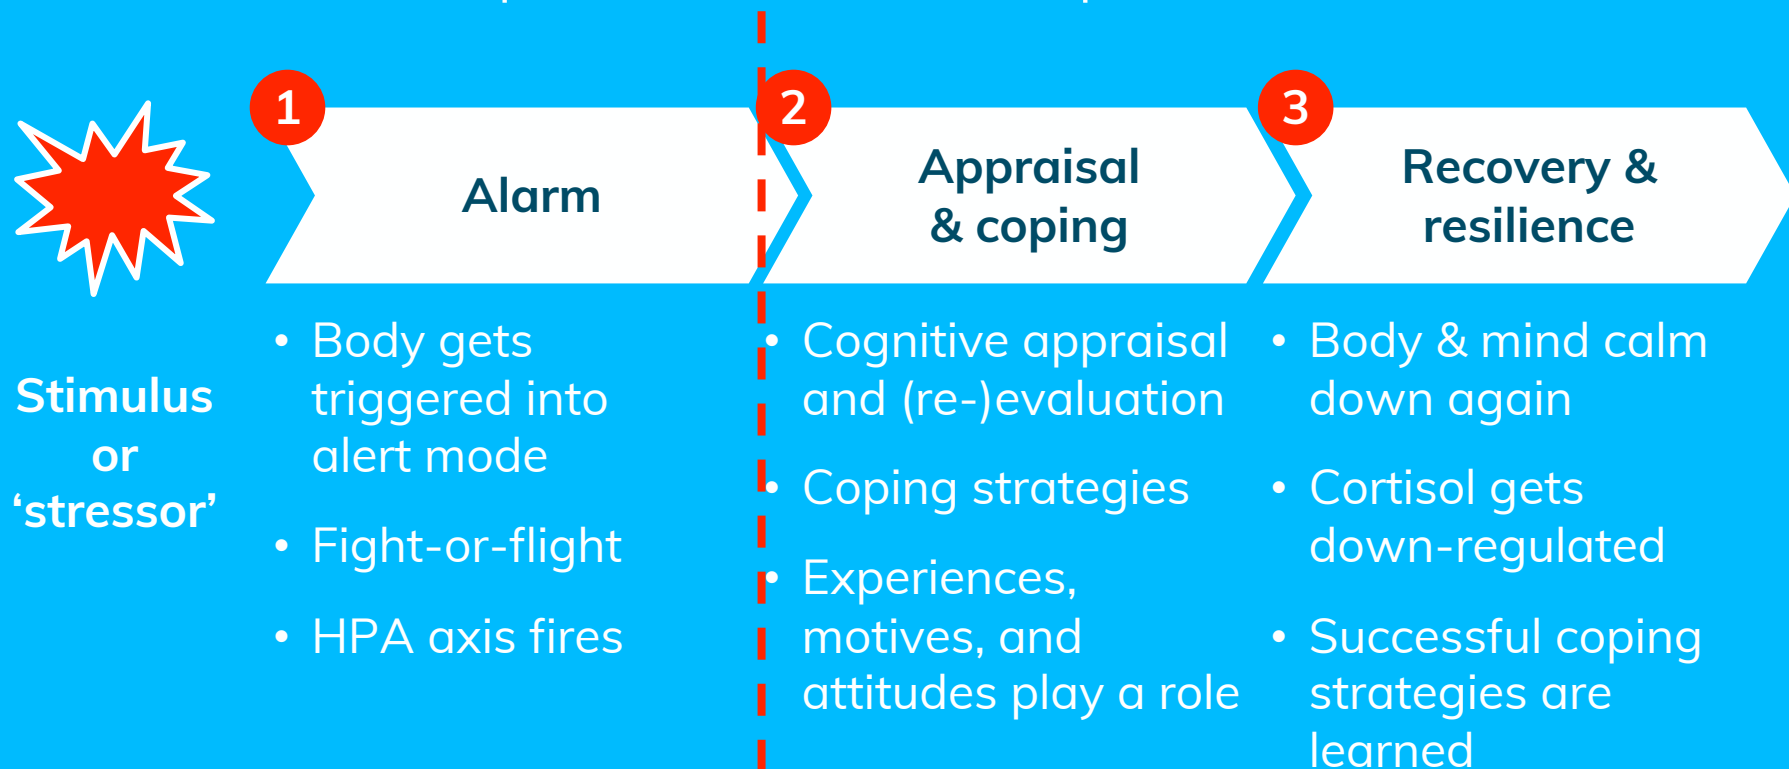 1
Alarm
2
Appraisal
& coping
3
Recovery &
resilience
Stimulus
or
‘stressor’
• Body gets
triggered into
alert mode
• Fight-or-flight
• HPA axis fires
• Cognitive appraisal
and (re-)evaluation
• Coping strategies
• Experiences,
motives, and
attitudes play a role
• Body & mind calm
down again
• Cortisol gets
down-regulated
• Successful coping
strategies are
learned